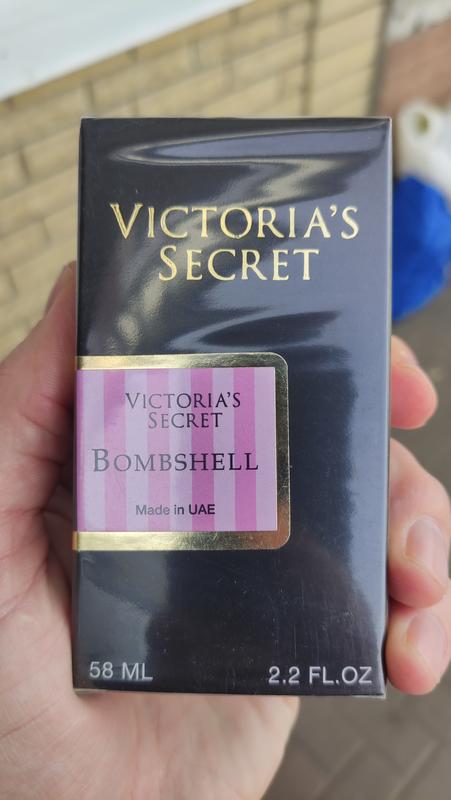 VICTORIA'S
SECRET
VICTORIA'S
SECRET
BOMBSHELL
Made in UAE
58 ML
2.2 FL.OZ